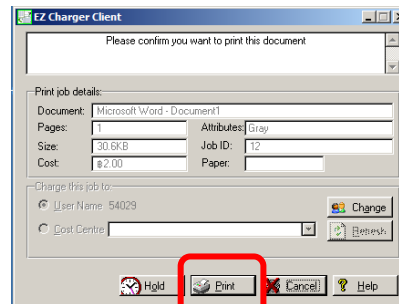 EZ Charger Client
Please confirm you want to print this document
Print job details:
Document: Microsoft Word - Document1
Pages: 1 Attributes: Gray
Size: 30.6KB Job ID: 12
Cost: ฿2.00 Paper:
Charge this job to:
User Name 54029 Change
Cost Centre Refresh
Hold Print Cancel Help